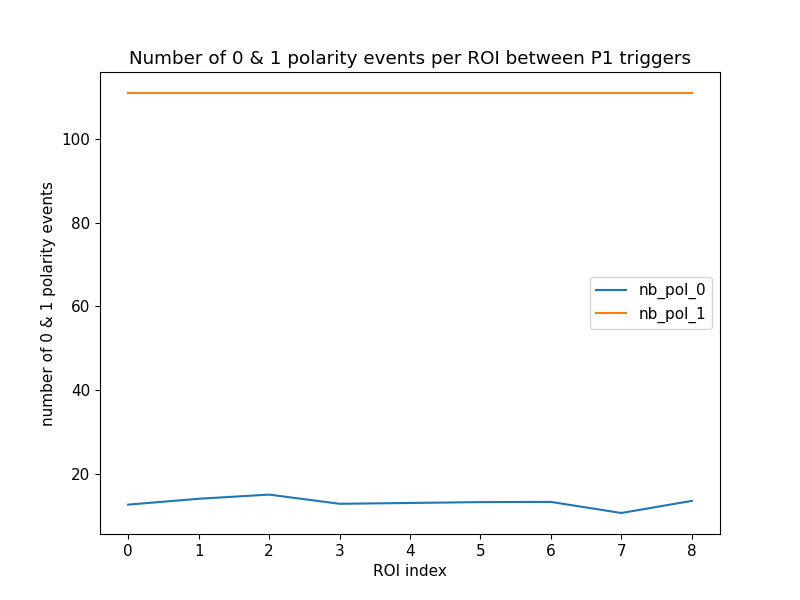 Number of 0 & 1 polarity events per ROI between P1 triggers
number of 0 & 1 polarity events
100
80
60
40
20
nb_pol_0
nb_pol_1
0 1 2 3 4 5 6 7 8
ROI index